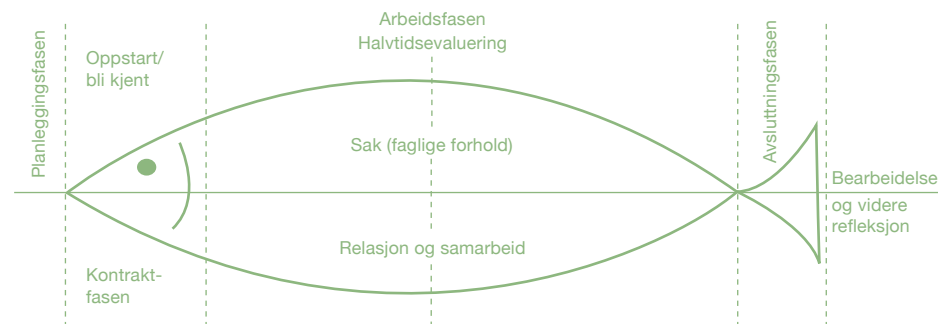 Planleggingsfasen
Oppstart/
bli kjent
Kontrakt-
fasen
Arbeidsfasen
Halvtidsevaluering
Sak (faglige forhold)
Relasjon og samarbeid
Avsluttningsfasen
Bearbeidelse
og videre
refleksjon